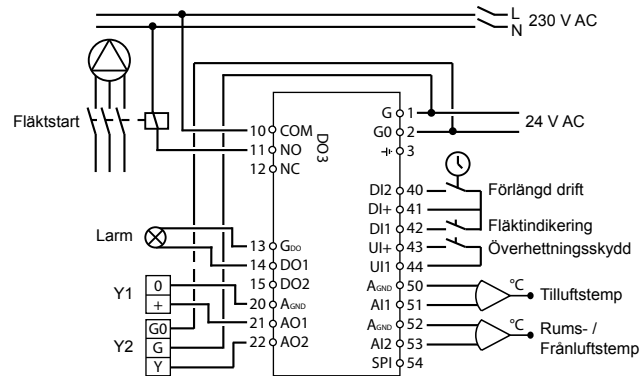 L
N
230 V AC
Fläktstart
10 COM
11 NO
12 NC
DO3
G 1
G0 2
3
24 V AC
DI2 40
DI+ 41
DI1 42
UI+ 43
UI1 44
Förlängd drift
Fläktindikering
Överhettningsskydd
Larm
13 GDO
14 DO1
15 DO2
20 AGND
21 AO1
22 AO2
Y1
0
+
Y2
G0
G
Y
AGND 50
AI1 51
AGND 52
AI2 53
SPI 54
°C
Tilluftstemp
°C
Rums- /
Frånluftstemp